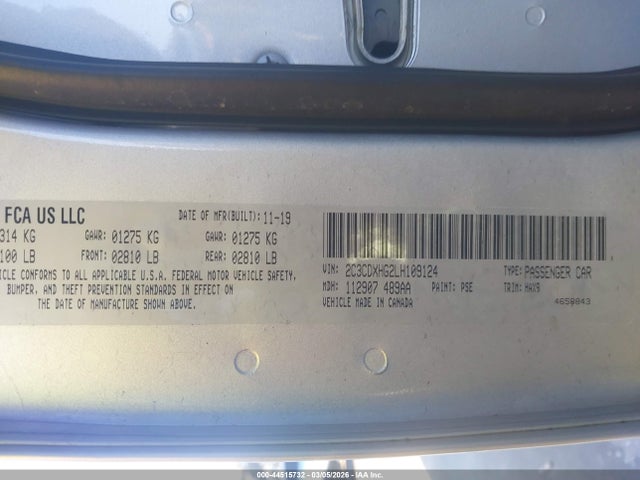 FCA US LLC DATE OF MFR(BUILT): 11-19
314 KG GAWR: 01275 KG GAWR: 01275 KG
100 LB FRONT: 02810 LB REAR: 02810 LB
ICLE CONFORMS TO ALL APPLICABLE U.S.A. FEDERAL MOTOR VEHICLE SAFETY,
BUMPER, AND THEFT PREVENTION STANDARDS IN EFFECT ON
THE DATE OF MANUFACTURE SHOWN ABOVE.
VIN: 2C3CDXHG2LH109124 TYPE: PASSENGER CAR
MDH: 112907 489AA PAINT: PSE TRIM: HAX9
VEHICLE MADE IN CANADA 4658843
000-44515732 - 03/05/2026 - IAA Inc.